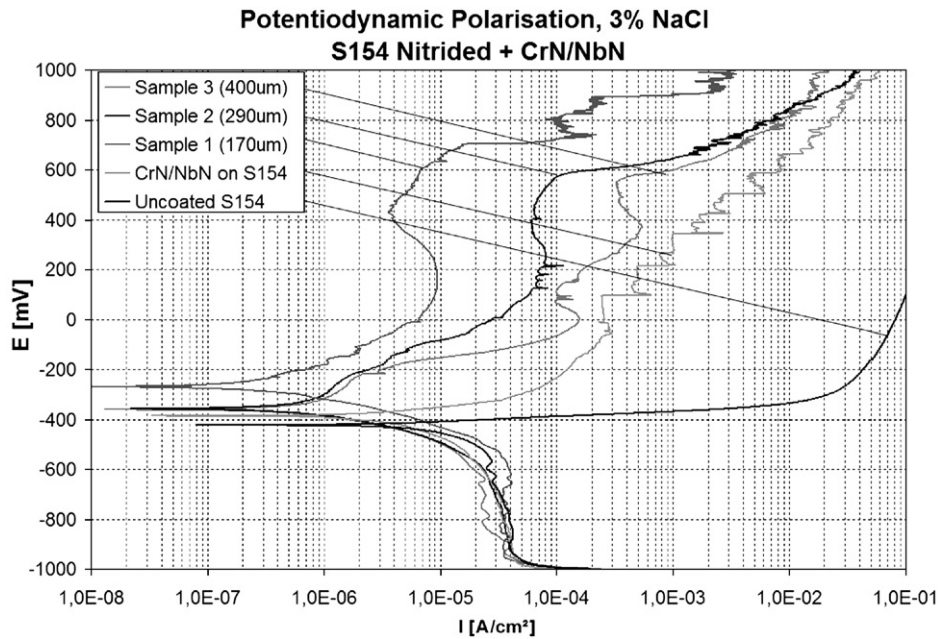 Potentiodynamic Polarisation, 3% NaCl
S154 Nitrided + CrN/NbN
Sample 3 (400um)
Sample 2 (290um)
Sample 1 (170um)
CrN/NbN on S154
Uncoated S154
E [mV]
1000
800
600
400
200
0
-200
-400
-600
-800
-1000
1,0E-08 1,0E-07 1,0E-06 1,0E-05 1,0E-04 1,0E-03 1,0E-02 1,0E-01
I [A/cm²]